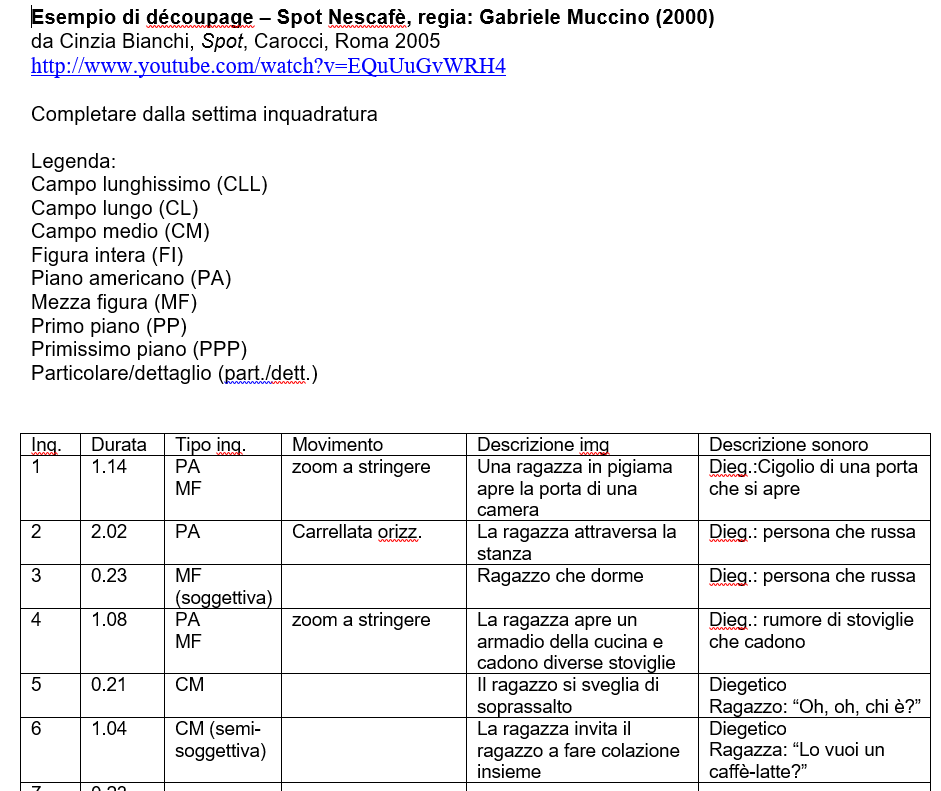 Esempio di découpage – Spot Nescafè, regia: Gabriele Muccino (2000)
da Cinzia Bianchi, Spot, Carocci, Roma 2005
http://www.youtube.com/watch?v=EQuUuGvWRH4
Completare dalla settima inquadratura
Legenda:
Campo lunghissimo (CLL)
Campo lungo (CL)
Campo medio (CM)
Figura intera (FI)
Piano americano (PA)
Mezza figura (MF)
Primo piano (PP)
Primissimo piano (PPP)
Particolare/dettaglio (part./dett.)
Inq. Durata Tipo inq. Movimento Descrizione img Descrizione sonoro
1 1.14 PA zoom a stringere Una ragazza in pigiama Dieg.:Cigolio di una porta
MF apre la porta di una che si apre
camera
2 2.02 PA Carrellata orizz. La ragazza attraversa la Dieg.: persona che russa
stanza
3 0.23 MF Ragazzo che dorme Dieg.: persona che russa
(soggettiva)
4 1.08 PA zoom a stringere La ragazza apre un Dieg.: rumore di stoviglie
MF armadio della cucina e che cadono
cadono diverse stoviglie
5 0.21 CM Il ragazzo si sveglia di Diegetico
soprassalto Ragazzo: “Oh, oh, chi è?”
6 1.04 CM (semi- La ragazza invita il Diegetico
soggettiva) ragazzo a fare colazione Ragazza: “Lo vuoi un
insieme caffè-latte?”